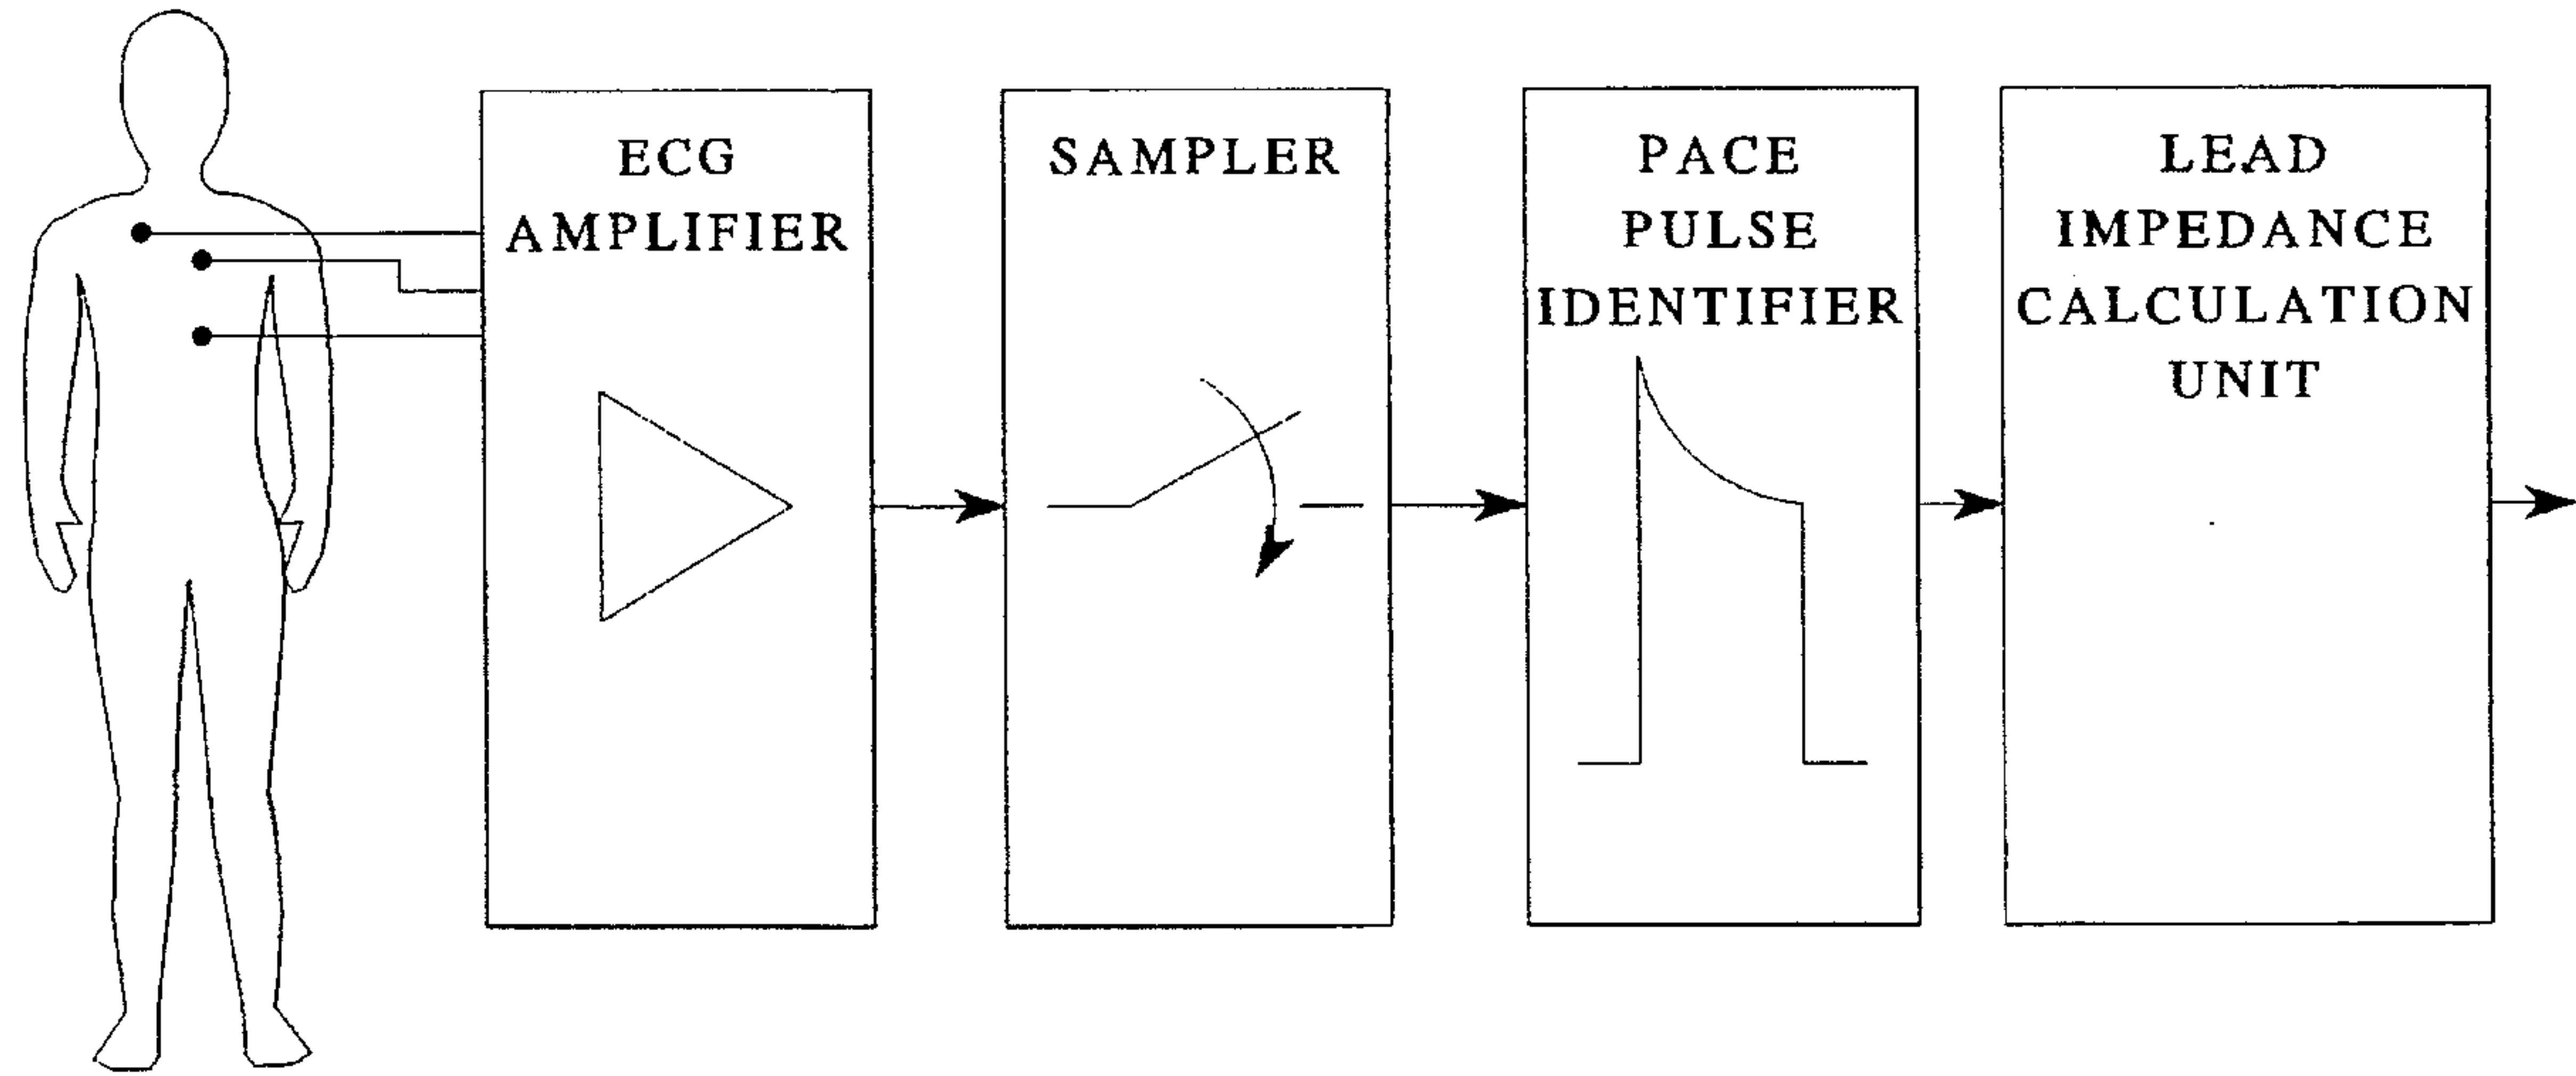 ECG
AMPLIFIER
SAMPLER
PACE
PULSE
IDENTIFIER
LEAD
IMPEDANCE
CALCULATION
UNIT